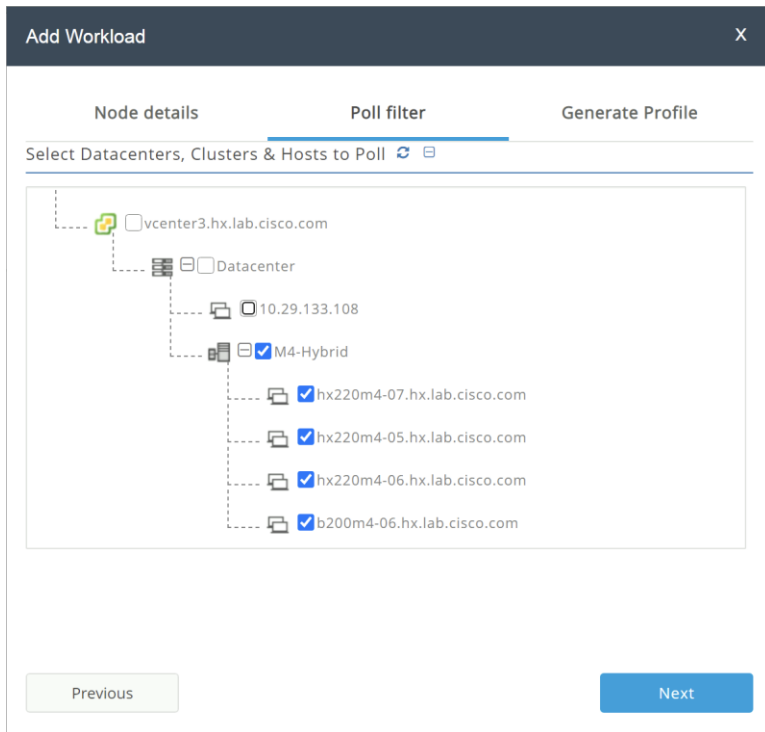 Add Workload X
Node details Poll filter Generate Profile
Select Datacenters, Clusters & Hosts to Poll
vcenter3.hx.lab.cisco.com
Datacenter
10.29.133.108
M4-Hybrid
hx220m4-07.hx.lab.cisco.com
hx220m4-05.hx.lab.cisco.com
hx220m4-06.hx.lab.cisco.com
b200m4-06.hx.lab.cisco.com
Previous Next